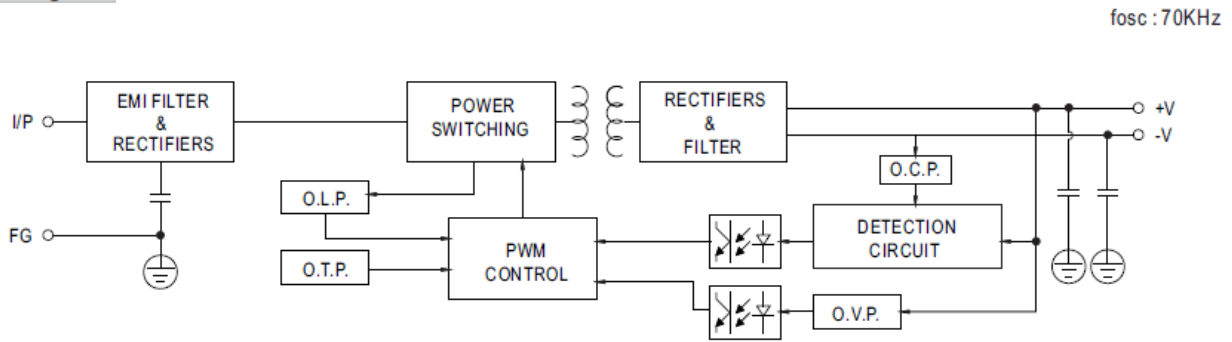 fosc : 70KHz
I/P
EMI FILTER
&
RECTIFIERS
POWER
SWITCHING
RECTIFIERS
&
FILTER
+V
-V
O.C.P.
O.L.P.
FG
DETECTION
CIRCUIT
PWM
CONTROL
O.T.P.
O.V.P.